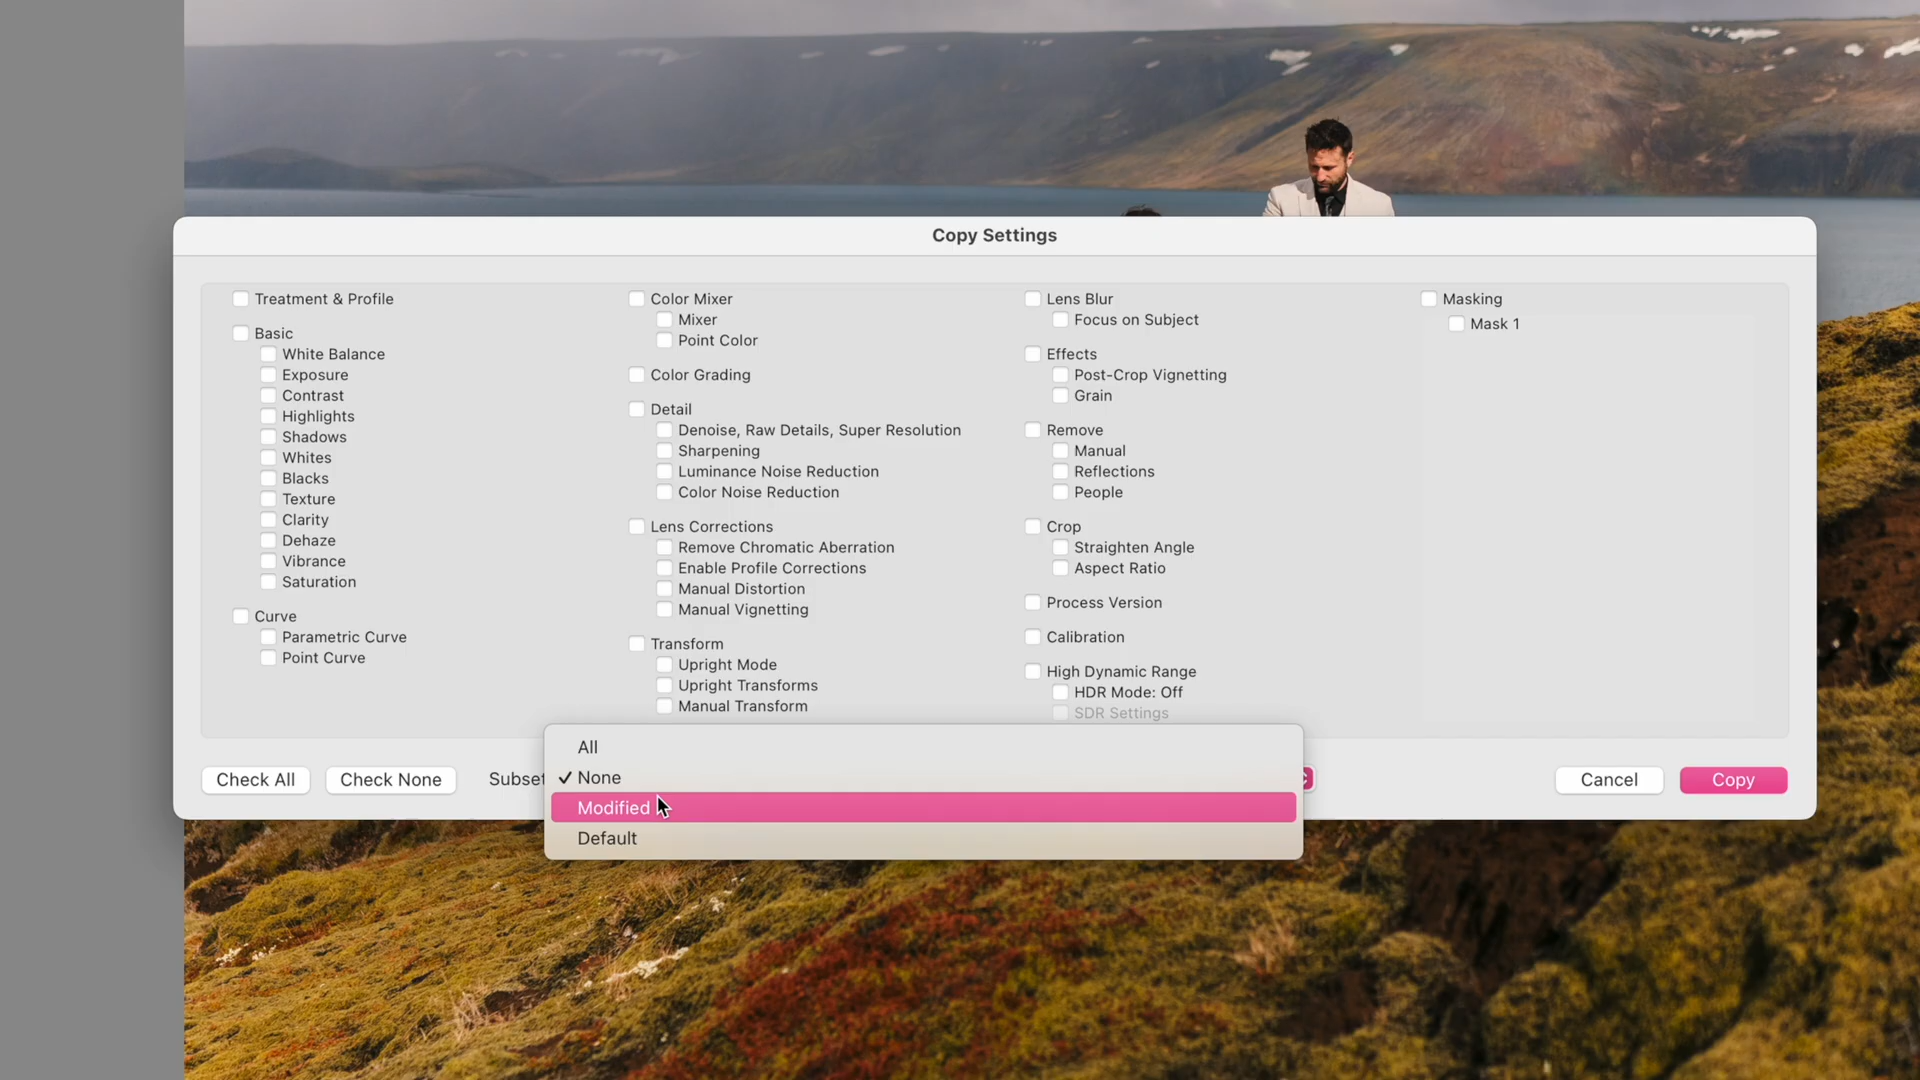 Copy Settings
Treatment & Profile
Basic
White Balance
Exposure
Contrast
Highlights
Shadows
Whites
Blacks
Texture
Clarity
Dehaze
Vibrance
Saturation
Curve
Parametric Curve
Point Curve
Color Mixer
Mixer
Point Color
Color Grading
Detail
Denoise, Raw Details, Super Resolution
Sharpening
Luminance Noise Reduction
Color Noise Reduction
Lens Corrections
Remove Chromatic Aberration
Enable Profile Corrections
Manual Distortion
Manual Vignetting
Transform
Upright Mode
Upright Transforms
Manual Transform
Lens Blur
Focus on Subject
Effects
Post-Crop Vignetting
Grain
Remove
Manual
Reflections
People
Crop
Straighten Angle
Aspect Ratio
Process Version
Calibration
High Dynamic Range
HDR Mode: Off
SDR Settings
Masking
Mask 1
Check All
Check None
Subset
All
None
Modified
Default
Cancel
Copy